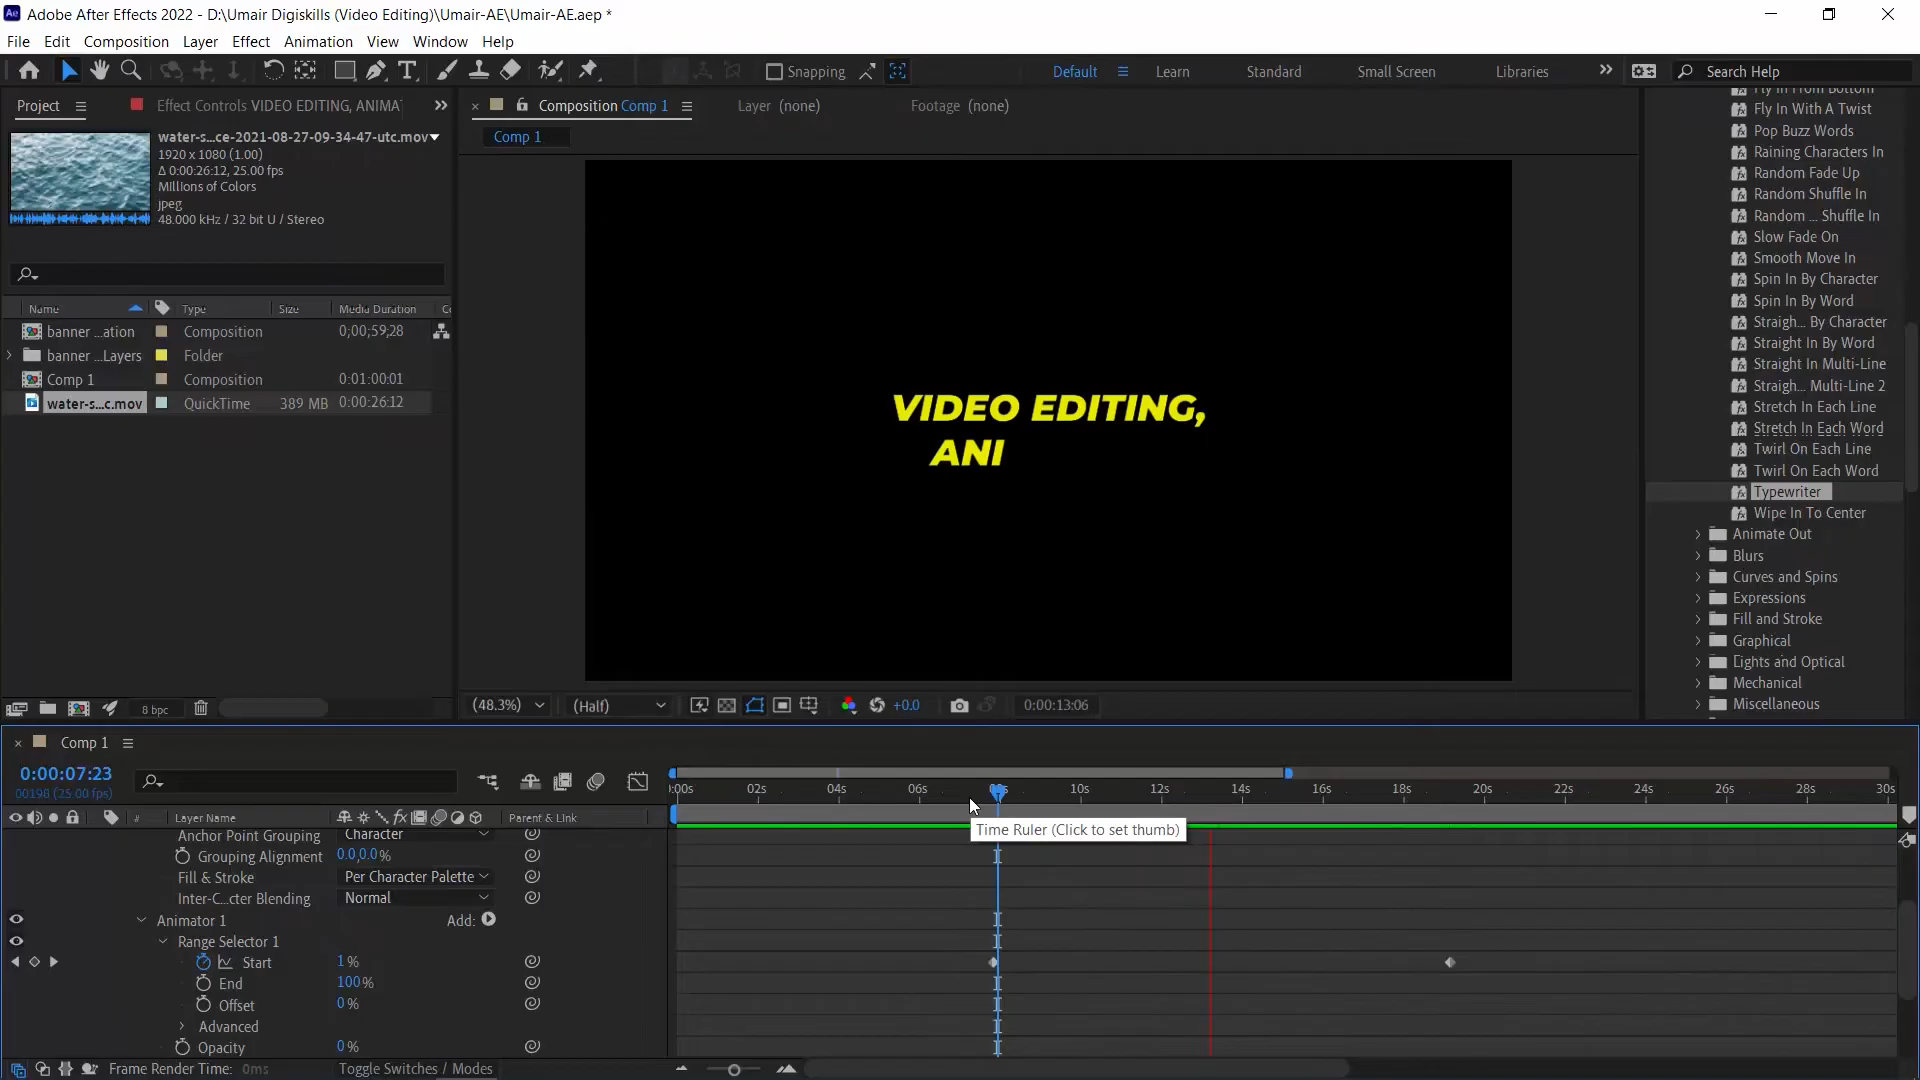 Adobe After Effects 2022 - D:\Umair Digiskills (Video Editing)\Umair-AE\Umair-AE.aep *
File Edit Composition Layer Effect Animation View Window Help
Snapping
Default Learn Standard Small Screen Libraries
Search Help
Project
Effect Controls VIDEO EDITING, ANIMA
Composition Comp 1
Layer (none)
Footage (none)
Comp 1
water-s...ce-2021-08-27-09-34-47-utc.mov
1920 x 1080 (1.00)
Δ 0:00:26:12, 25.00 fps
Millions of Colors
jpeg
48.000 kHz / 32 bit U / Stereo
Name Type Size Media Duration
banner ...ation Composition 0;00;59;28
banner ...Layers Folder
Comp 1 Composition 0:01:00:01
water-s...c.mov QuickTime 389 MB 0:00:26:12
8 bpc
VIDEO EDITING,
ANI
(48.3%) (Half) +0.0 0:00:13:06
Fly In From Bottom
Fly In With A Twist
Pop Buzz Words
Raining Characters In
Random Fade Up
Random Shuffle In
Random ... Shuffle In
Slow Fade On
Smooth Move In
Spin In By Character
Spin In By Word
Straigh... By Character
Straight In By Word
Straight In Multi-Line
Straigh... Multi-Line 2
Stretch In Each Line
Stretch In Each Word
Twirl On Each Line
Twirl On Each Word
Typewriter
Wipe In To Center
Animate Out
Blurs
Curves and Spins
Expressions
Fill and Stroke
Graphical
Lights and Optical
Mechanical
Miscellaneous
Comp 1
0:00:07:23
00198 (25.00 fps)
:00s 02s 04s 06s 10s 12s 14s 16s 18s 20s 22s 24s 26s 28s 30s
# Layer Name Parent & Link
Time Ruler (Click to set thumb)
Anchor Point Grouping Character
Grouping Alignment 0.0,0.0%
Fill & Stroke Per Character Palette
Inter-C...cter Blending Normal
Animator 1 Add:
Range Selector 1
Start 1%
End 100%
Offset 0%
Advanced
Opacity 0%
Frame Render Time: 0ms
Toggle Switches / Modes